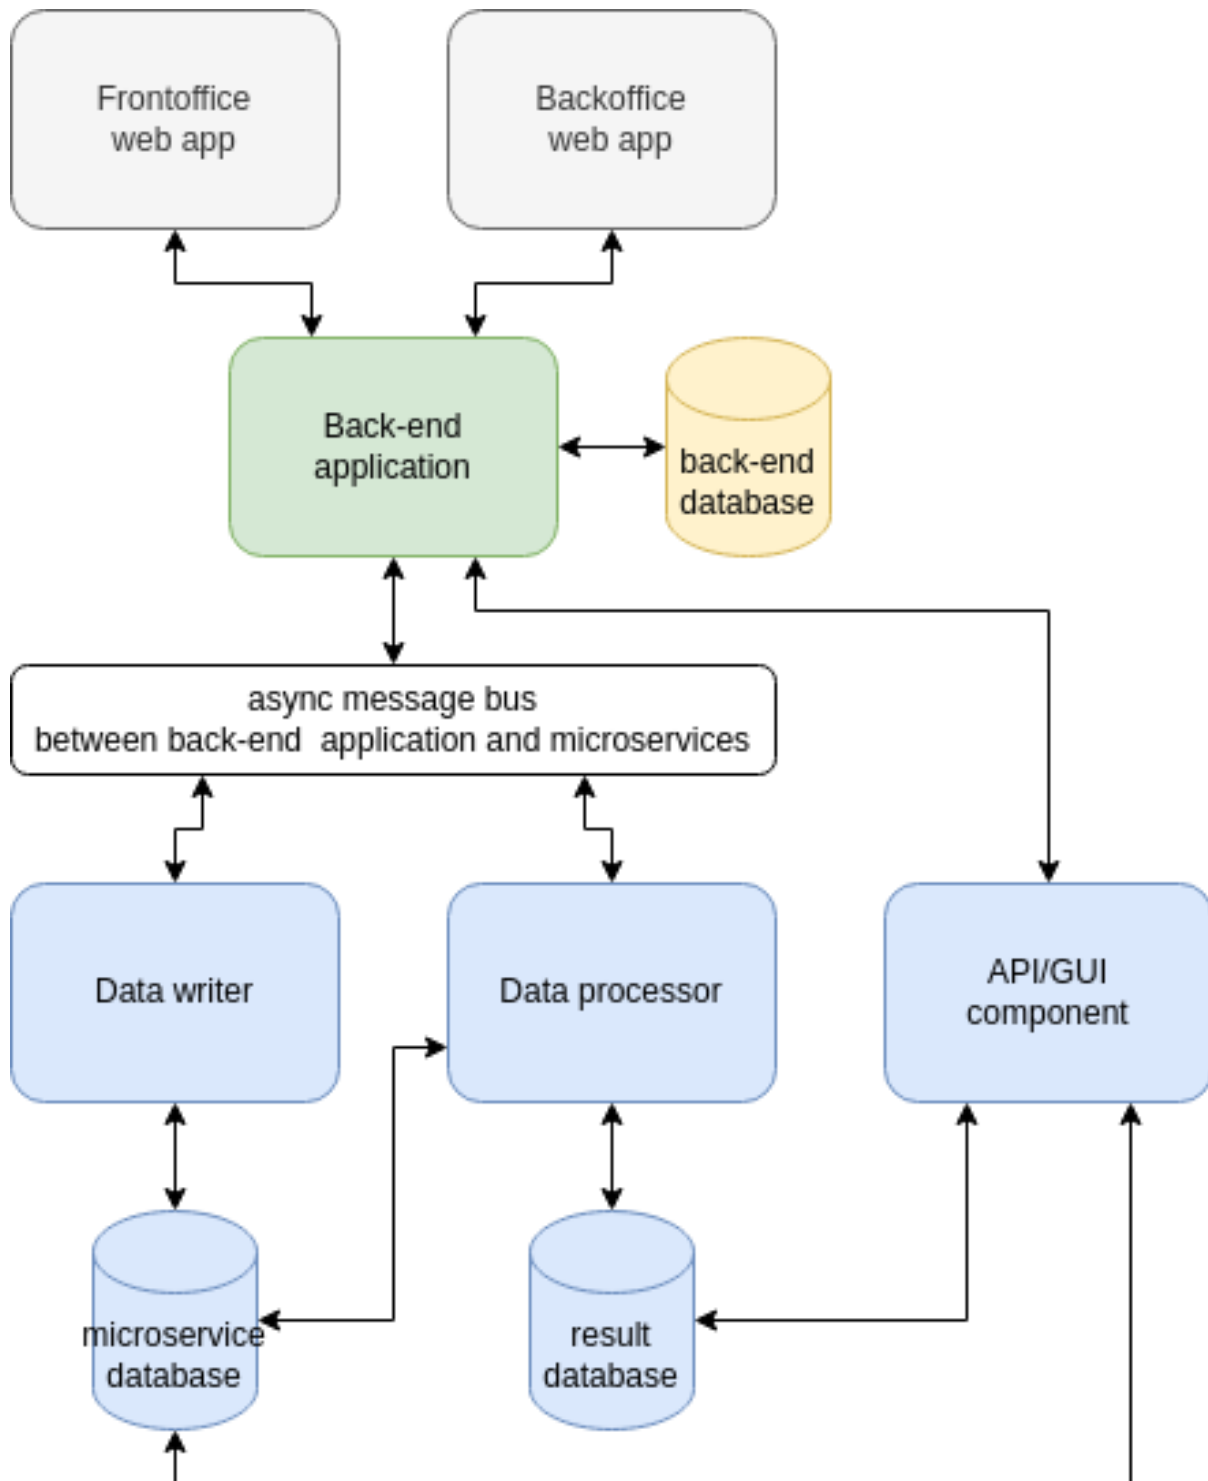 Frontoffice
web app
Backoffice
web app
Back-end
application
back-end
database
async message bus
between back-end  application and microservices
Data writer
Data processor
API/GUI
component
microservice
database
result
database